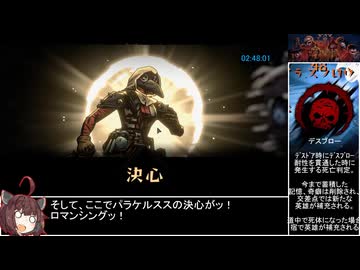 02:48:01
決心
デスブロー
デスドア時にデスブロー
耐性を貫通した時に
発生する死亡判定。
今まで蓄積した
記憶、奇癖は削除され、
交差点では新たな
英雄が補充される。
道中で死体になった場合
宿で英雄が補充される
そして、ここでパラケルススの決心がッ!
ロマンシングッ!